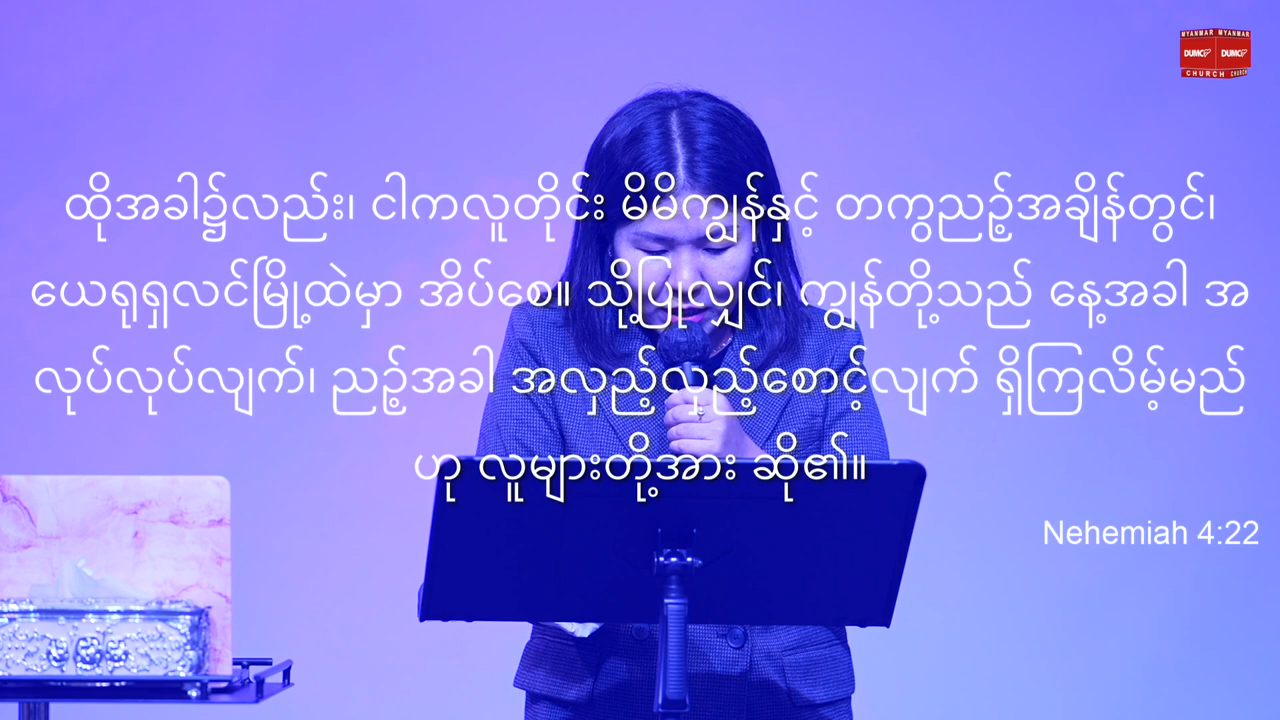 MYANMAR MYANMAR
DUMC DUMC
CHURCH CHURCH
ထိုအခါ၌လည်း၊ ငါကလူတိုင်း မိမိကျွန်နှင့် တကွညဉ့်အချိန်တွင်၊
ယေရုရှလင်မြို့ထဲမှာ အိပ်စေ။ သို့ပြုလျှင်၊ ကျွန်တို့သည် နေ့အခါ အ
လုပ်လုပ်လျက်၊ ညဉ့်အခါ အလှည့်လှည့်စောင့်လျက် ရှိကြလိမ့်မည်
ဟု လူများတို့အား ဆို၏။
Nehemiah 4:22